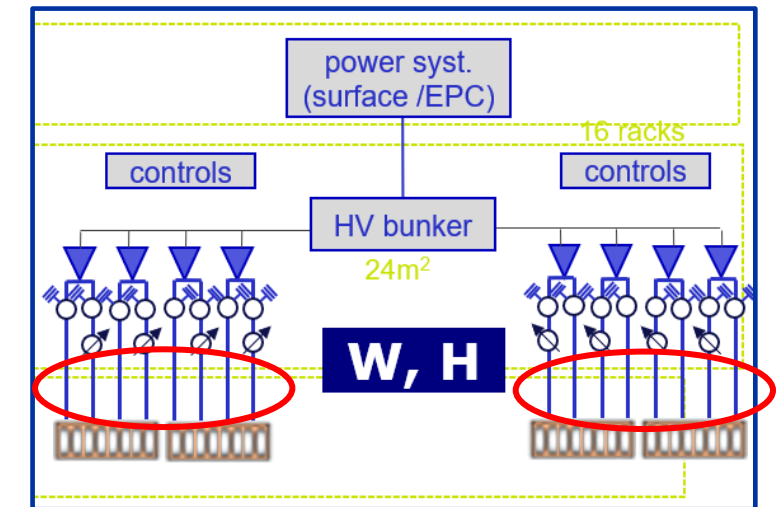 power syst.
(surface /EPC)
16 racks
controls
controls
HV bunker
24m²
W, H